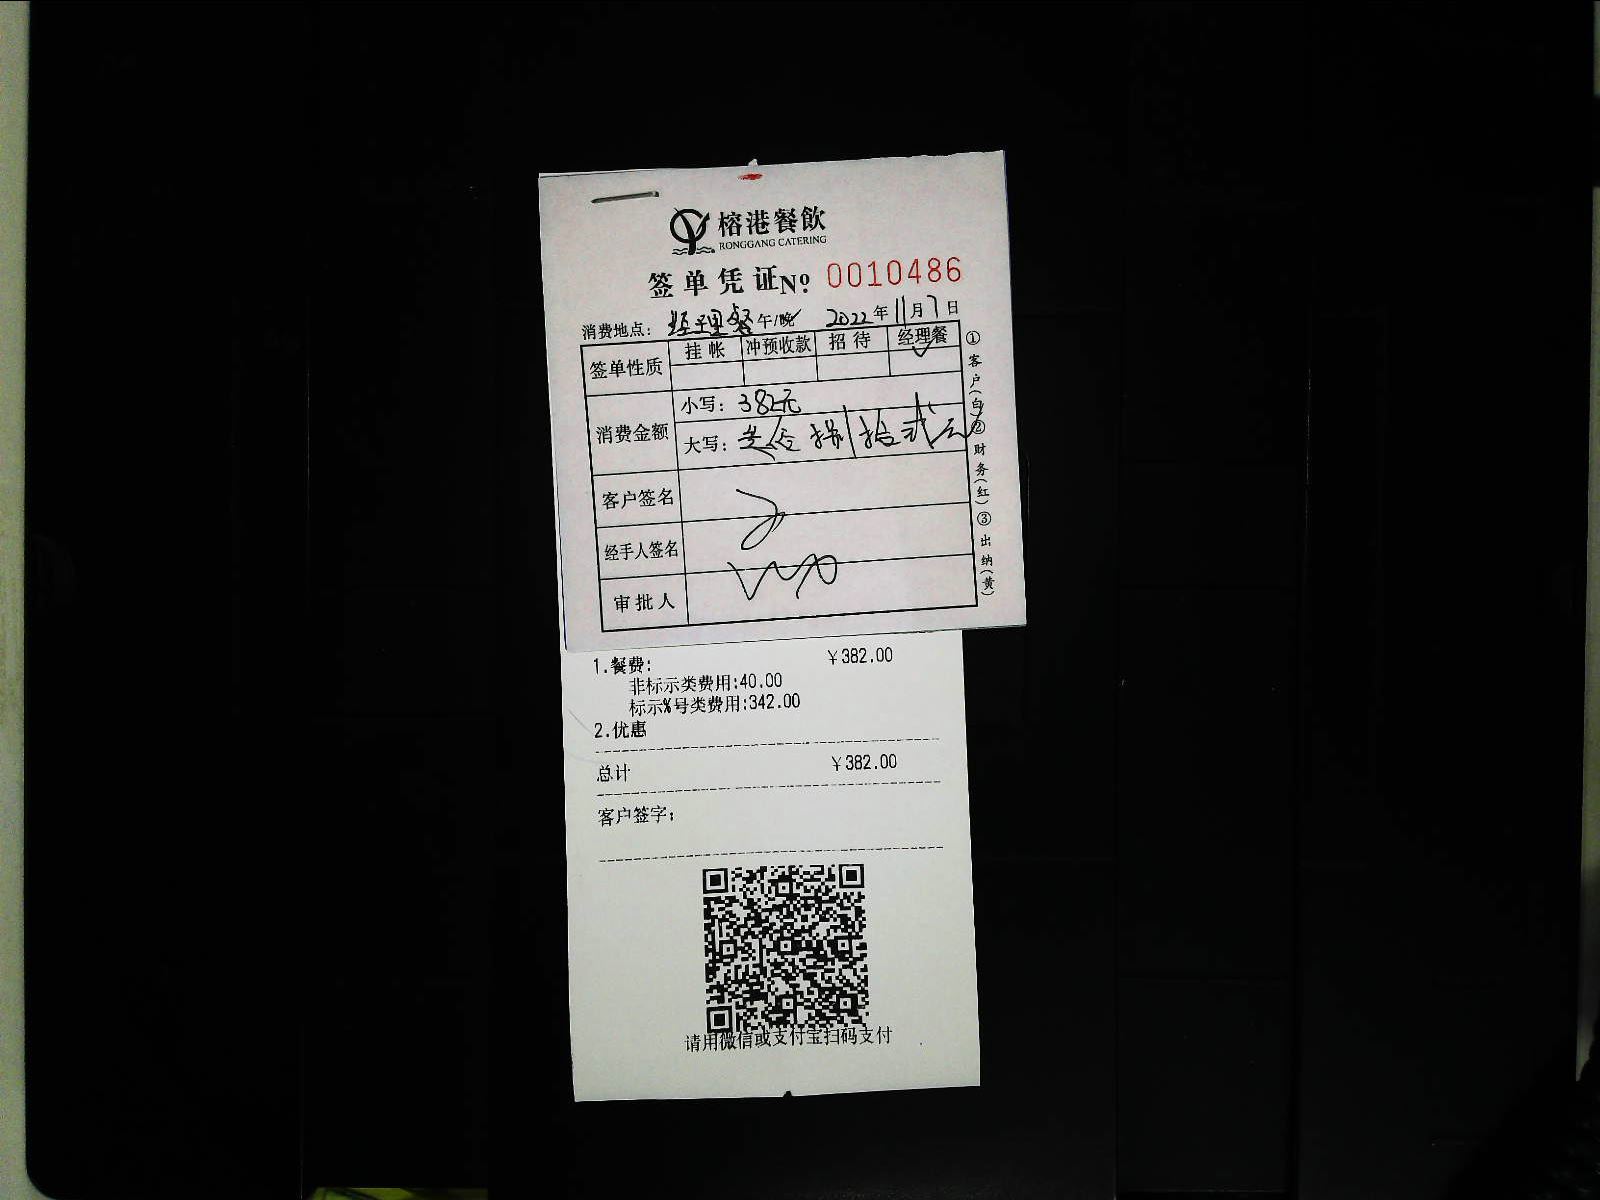 榕港餐飲
RONGGANG CATERING
签单凭证No 0010486
消费地点：经理餐 午/晚 2022年11月7日
签单性质 挂帐 冲预收款 招待 经理餐
消费金额 小写：382元
大写：叁佰捌拾贰元
客户签名
经手人签名
审批人
①客户(白)②财务(红)③出纳(黄)
1.餐费: ￥382.00
非标示类费用:40.00
标示%号类费用:342.00
2.优惠
总计 ￥382.00
客户签字:
请用微信或支付宝扫码支付